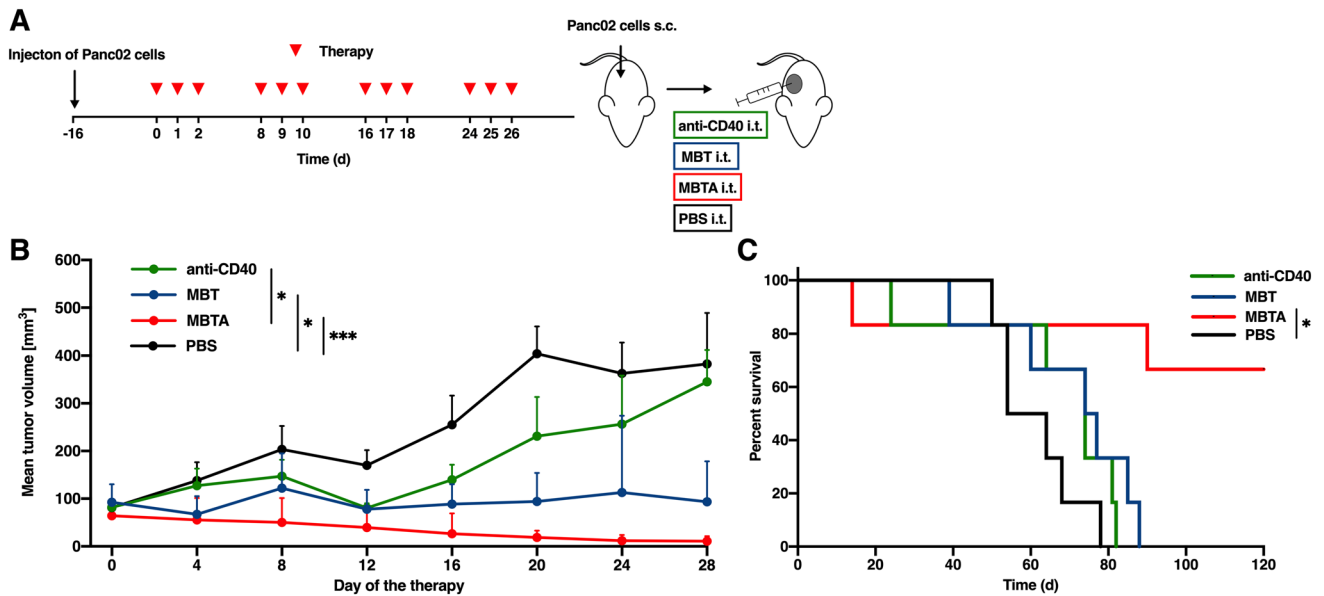 A
Injecton of Panc02 cells
Therapy
-16 0 1 2 8 9 10 16 17 18 24 25 26
Time (d)
Panc02 cells s.c.
anti-CD40 i.t.
MBT i.t.
MBTA i.t.
PBS i.t.
B
Mean tumor volume [mm³]
600
500
400
300
200
100
0
anti-CD40
MBT
MBTA
PBS
*
*
***
0 4 8 12 16 20 24 28
Day of the therapy
C
Percent survival
100
80
60
40
20
0
anti-CD40
MBT
MBTA
PBS
*
0 20 40 60 80 100 120
Time (d)